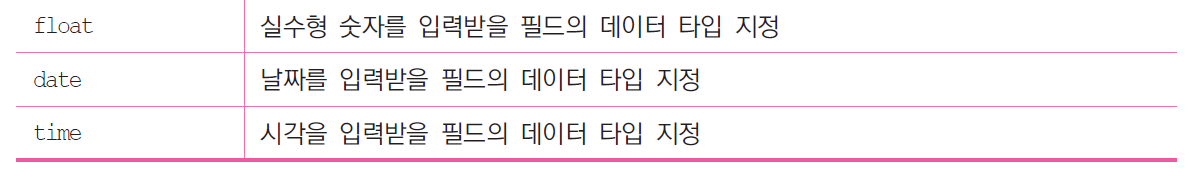 float 실수형 숫자를 입력받을 필드의 데이터 타입 지정
date 날짜를 입력받을 필드의 데이터 타입 지정
time 시각을 입력받을 필드의 데이터 타입 지정